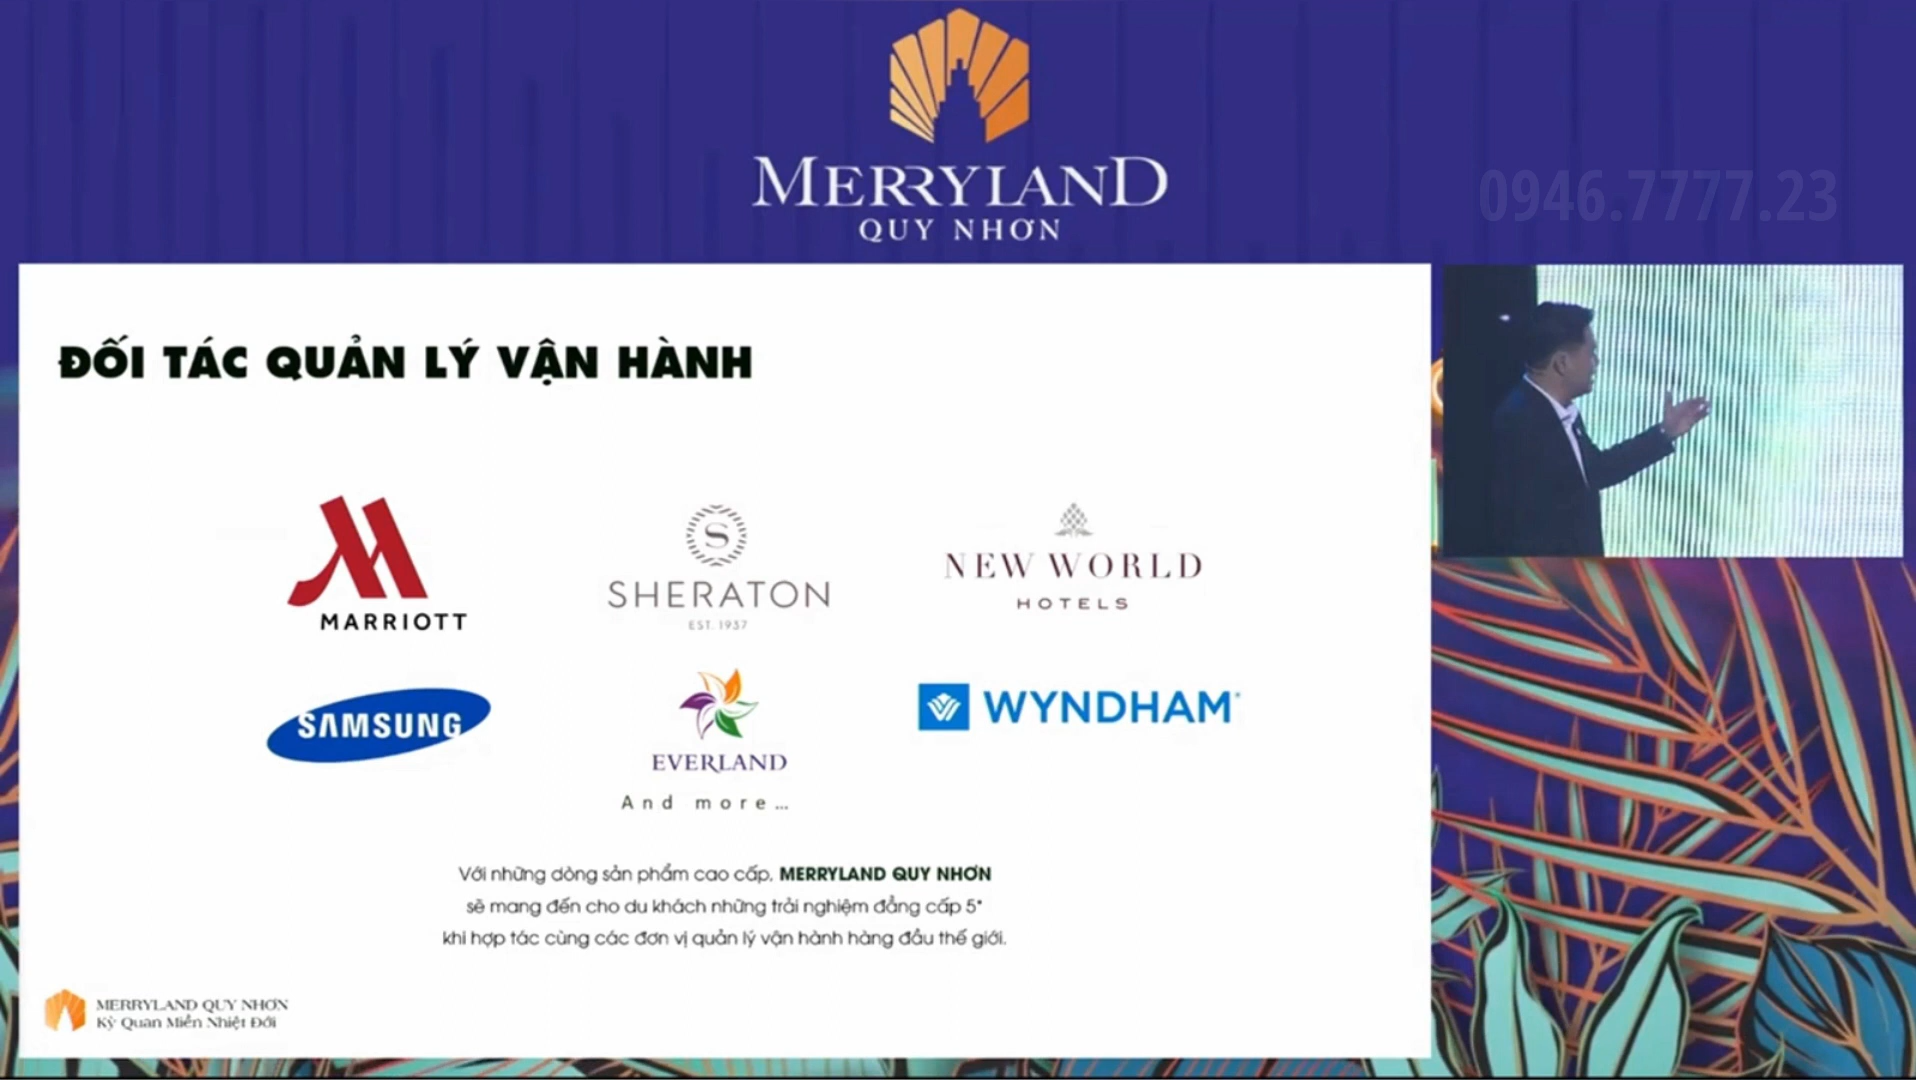 MERRYLAND
QUY NHƠN
0946.7777.23
ĐỐI TÁC QUẢN LÝ VẬN HÀNH
MARRIOTT
SHERATON
EST. 1937
NEW WORLD
HOTELS
SAMSUNG
EVERLAND
WYNDHAM
And more...
Với những dòng sản phẩm cao cấp, MERRYLAND QUY NHƠN
sẽ mang đến cho du khách những trải nghiệm đẳng cấp 5*
khi hợp tác cùng các đơn vị quản lý vận hành hàng đầu thế giới.
MERRYLAND QUY NHƠN
Kỳ Quan Miền Nhiệt Đới